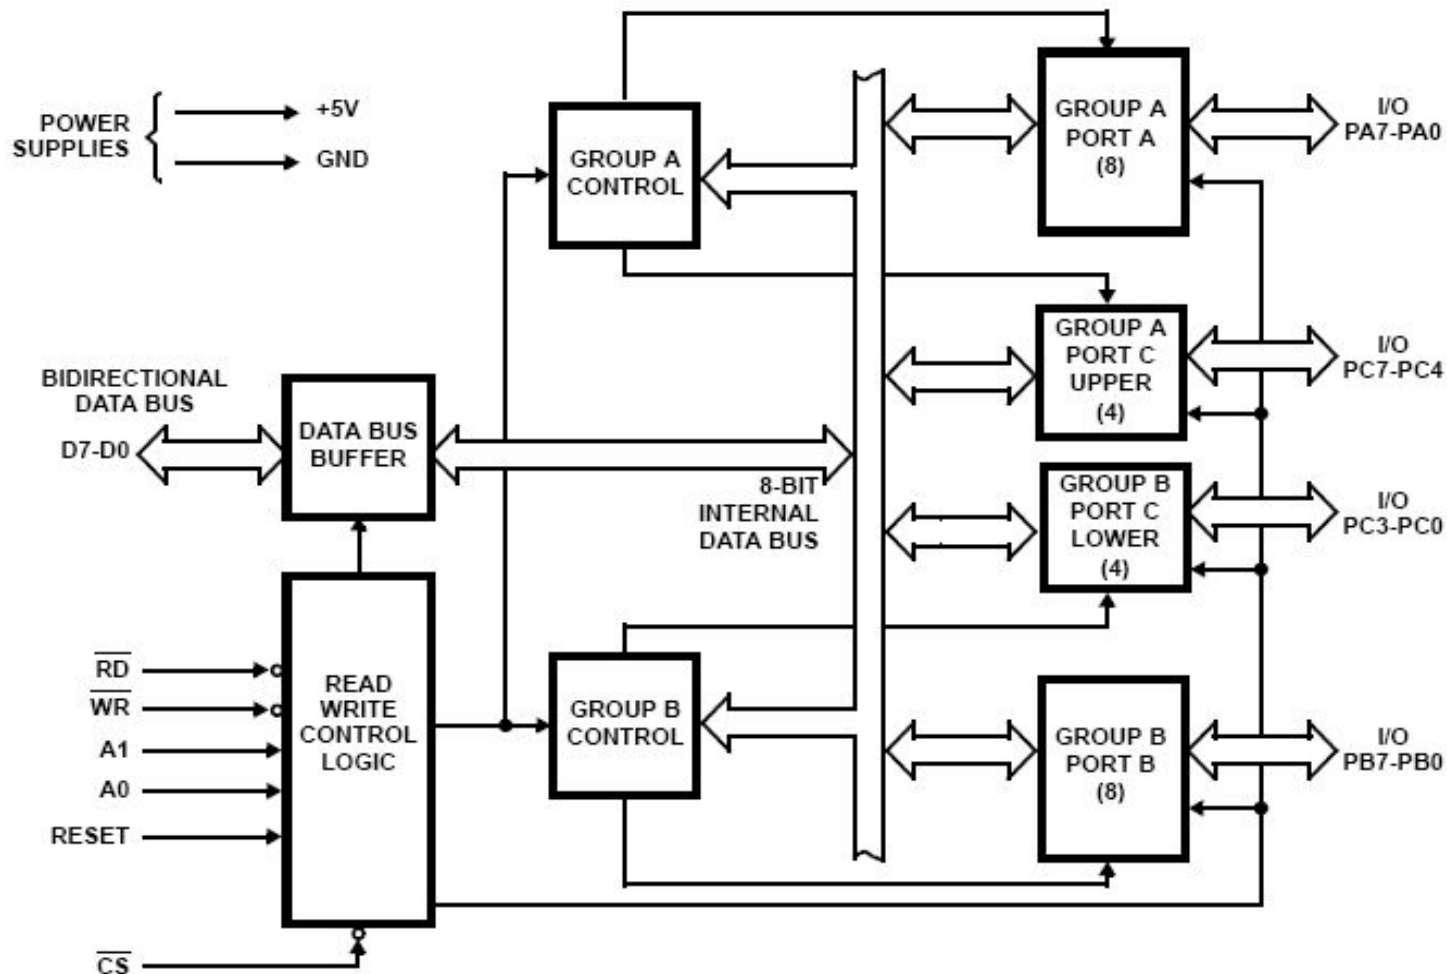 POWER
SUPPLIES
+5V
GND
GROUP A
CONTROL
GROUP A
PORT A
(8)
I/O
PA7-PA0
GROUP A
PORT C
UPPER
(4)
I/O
PC7-PC4
BIDIRECTIONAL
DATA BUS
D7-D0
DATA BUS
BUFFER
8-BIT
INTERNAL
DATA BUS
GROUP B
PORT C
LOWER
(4)
I/O
PC3-PC0
RD
WR
A1
A0
RESET
CS
READ
WRITE
CONTROL
LOGIC
GROUP B
CONTROL
GROUP B
PORT B
(8)
I/O
PB7-PB0